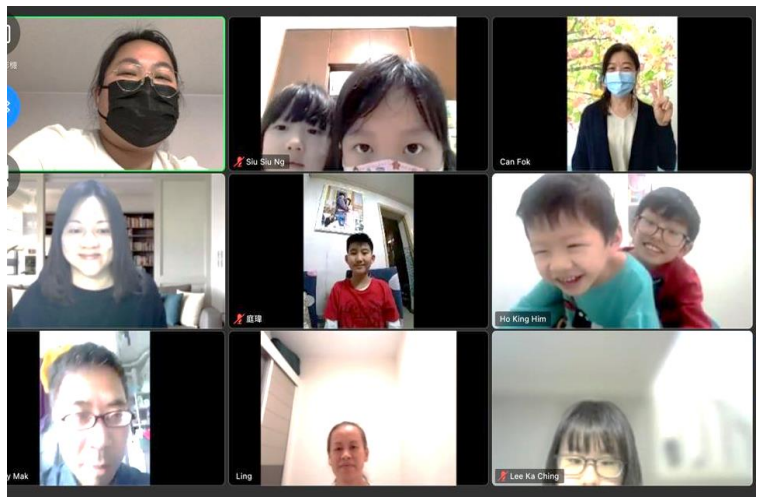 Siu Siu Ng
Can Fok
庭瑋
Ho King Him
y Mak
Ling
Lee Ka Ching